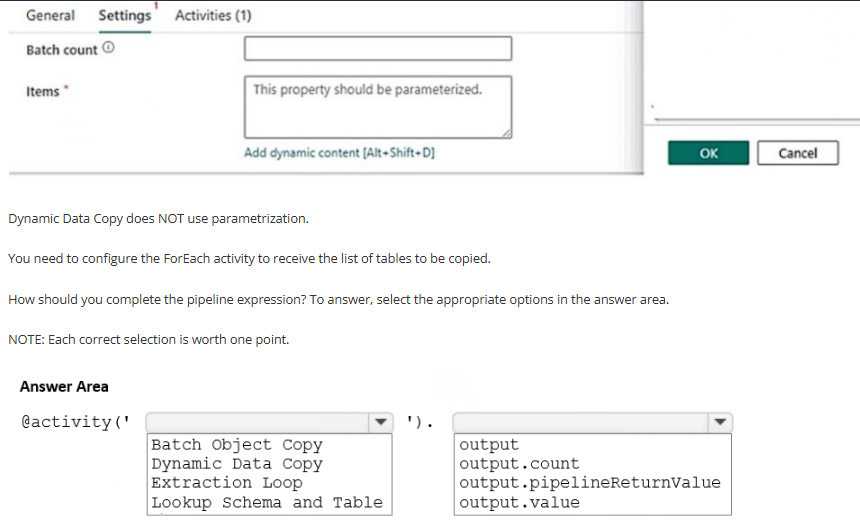 General Settings 1 Activities (1)
Batch count
Items *
This property should be parameterized.
Add dynamic content [Alt+Shift+D]
OK Cancel
Dynamic Data Copy does NOT use parametrization.
You need to configure the ForEach activity to receive the list of tables to be copied.
How should you complete the pipeline expression? To answer, select the appropriate options in the answer area.
NOTE: Each correct selection is worth one point.
Answer Area
@activity(' ').
Batch Object Copy output
Dynamic Data Copy output.count
Extraction Loop output.pipelineReturnValue
Lookup Schema and Table output.value